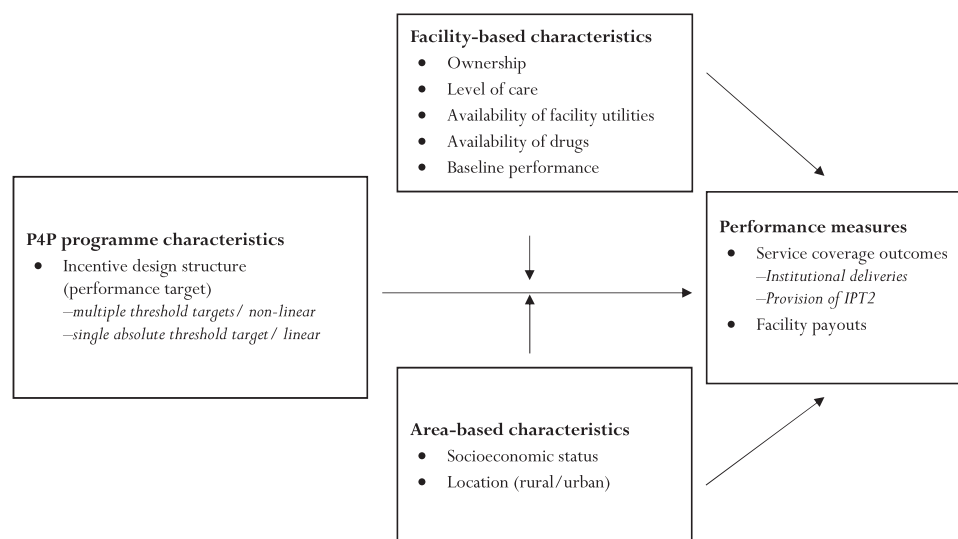 Facility-based characteristics
● Ownership
● Level of care
● Availability of facility utilities
● Availability of drugs
● Baseline performance
P4P programme characteristics
● Incentive design structure
(performance target)
–multiple threshold targets/ non-linear
–single absolute threshold target/ linear
Performance measures
● Service coverage outcomes
–Institutional deliveries
–Provision of IPT2
● Facility payouts
Area-based characteristics
● Socioeconomic status
● Location (rural/urban)